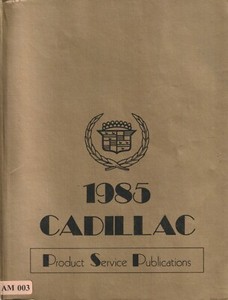 1985
CADILLAC
Product Service Publications
AM 003